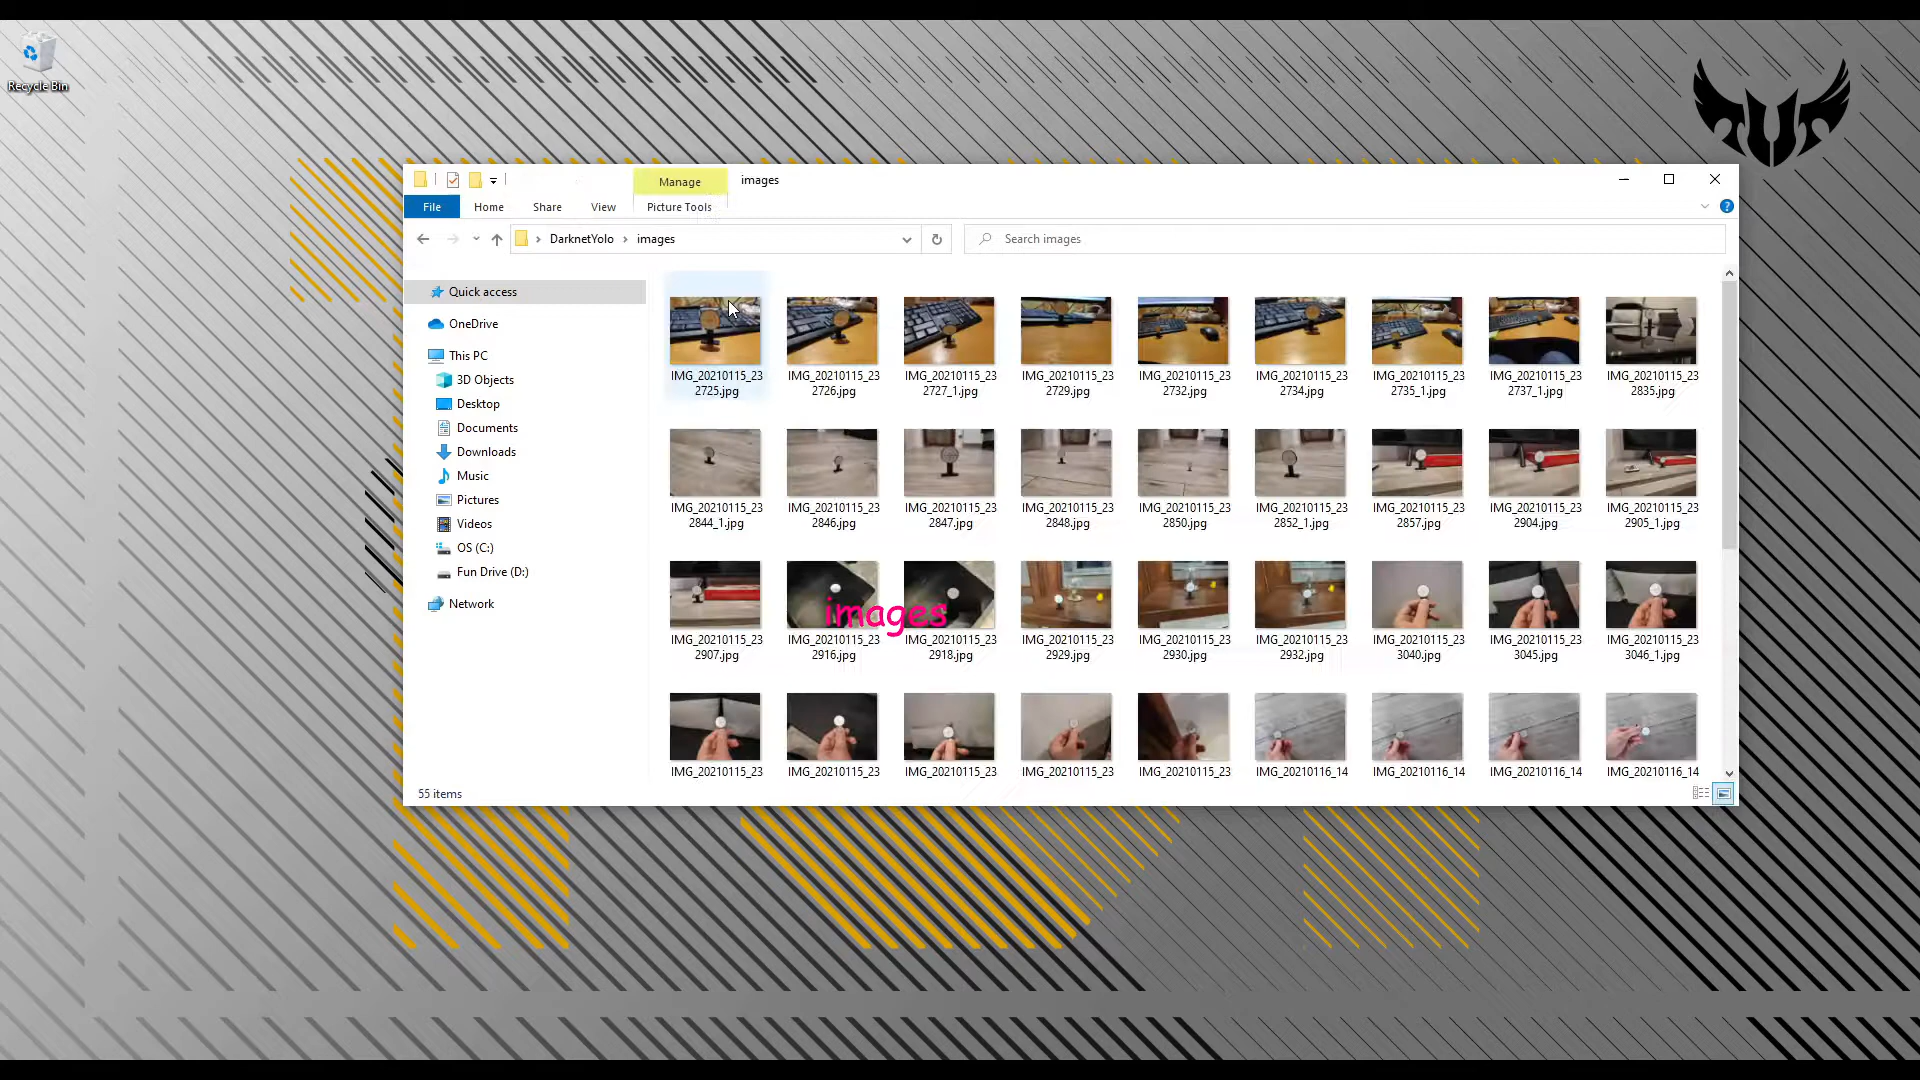 Recycle Bin
Manage
images
File
Home
Share
View
Picture Tools
DarknetYolo
images
Search images
Quick access
OneDrive
This PC
3D Objects
Desktop
Documents
Downloads
Music
Pictures
Videos
OS (C:)
Fun Drive (D:)
Network
IMG_20210115_23
2725.jpg
IMG_20210115_23
2726.jpg
IMG_20210115_23
2727_1.jpg
IMG_20210115_23
2729.jpg
IMG_20210115_23
2732.jpg
IMG_20210115_23
2734.jpg
IMG_20210115_23
2735_1.jpg
IMG_20210115_23
2737_1.jpg
IMG_20210115_23
2835.jpg
IMG_20210115_23
2844_1.jpg
IMG_20210115_23
2846.jpg
IMG_20210115_23
2847.jpg
IMG_20210115_23
2848.jpg
IMG_20210115_23
2850.jpg
IMG_20210115_23
2852_1.jpg
IMG_20210115_23
2857.jpg
IMG_20210115_23
2904.jpg
IMG_20210115_23
2905_1.jpg
images
IMG_20210115_23
2907.jpg
IMG_20210115_23
2916.jpg
IMG_20210115_23
2918.jpg
IMG_20210115_23
2929.jpg
IMG_20210115_23
2930.jpg
IMG_20210115_23
2932.jpg
IMG_20210115_23
3040.jpg
IMG_20210115_23
3045.jpg
IMG_20210115_23
3046_1.jpg
IMG_20210115_23
IMG_20210115_23
IMG_20210115_23
IMG_20210115_23
IMG_20210115_23
IMG_20210116_14
IMG_20210116_14
IMG_20210116_14
IMG_20210116_14
55 items